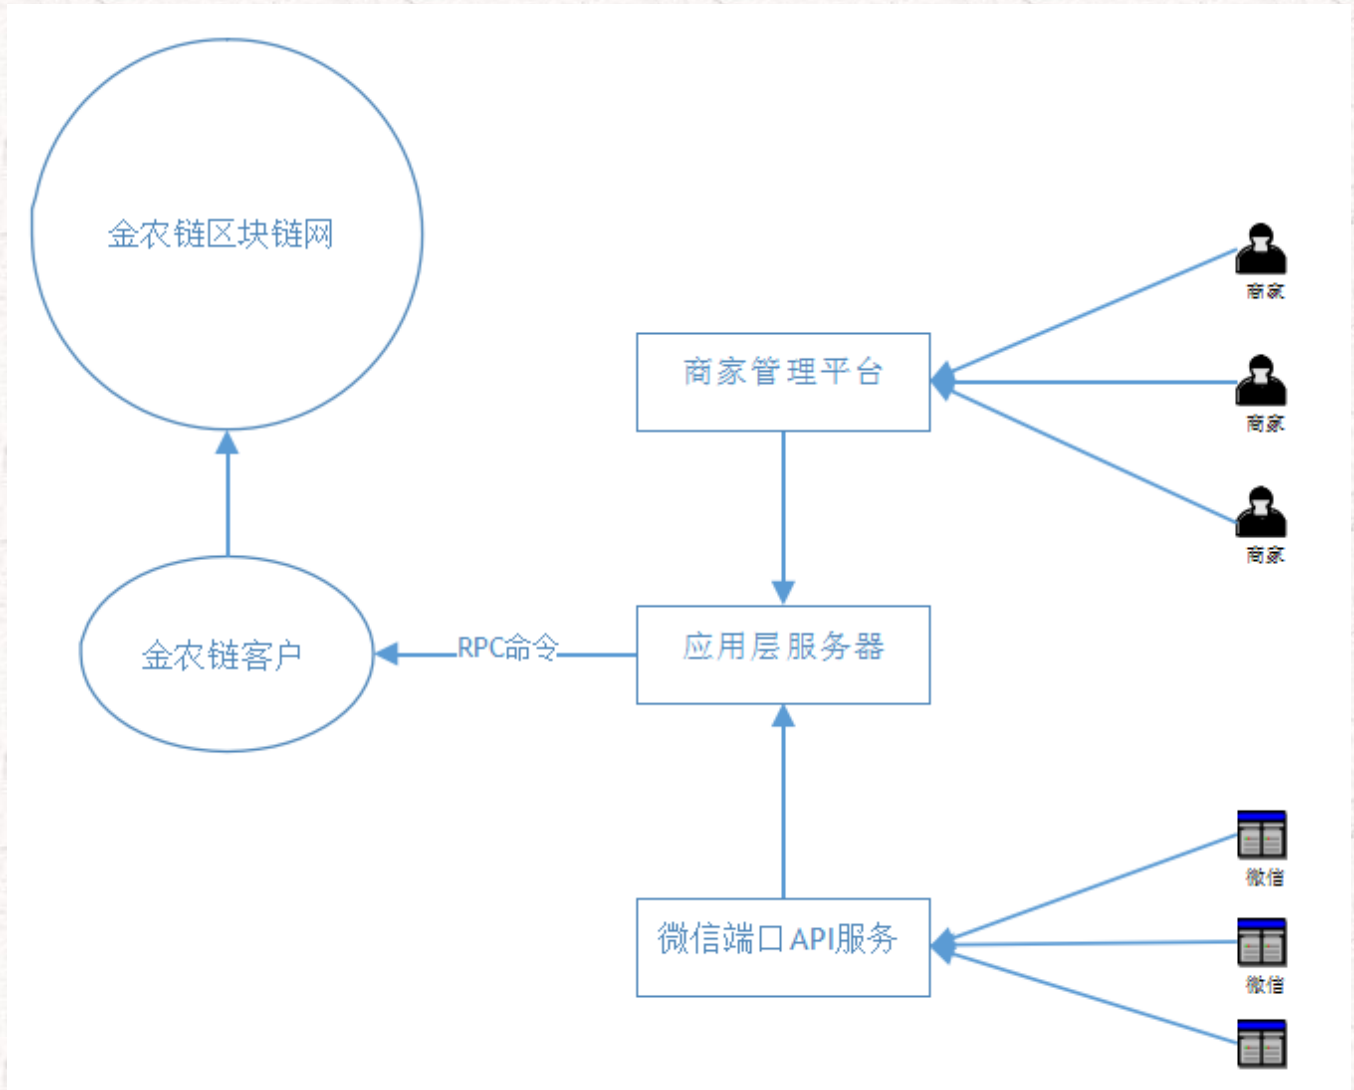 金农链区块链网
商家
商家管理平台
商家
商家
金农链客户
RPC命令
应用层服务器
微信
微信端口API服务
微信